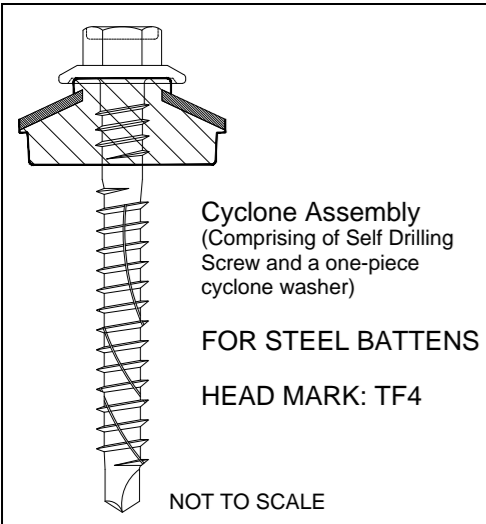 Cyclone Assembly
(Comprising of Self Drilling
Screw and a one-piece
cyclone washer)
FOR STEEL BATTENS
HEAD MARK: TF4
NOT TO SCALE